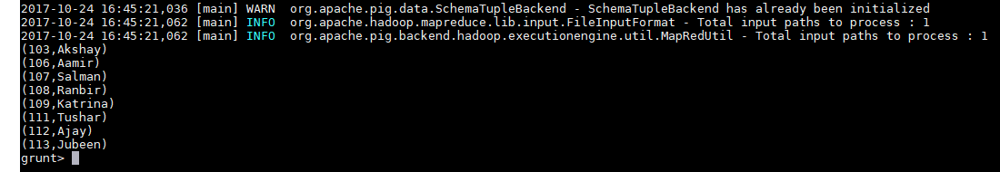 2017-10-24 16:45:21,036 [main] WARN  org.apache.pig.data.SchemaTupleBackend - SchemaTupleBackend has already been initialized
2017-10-24 16:45:21,062 [main] INFO  org.apache.hadoop.mapreduce.lib.input.FileInputFormat - Total input paths to process : 1
2017-10-24 16:45:21,062 [main] INFO  org.apache.pig.backend.hadoop.executionengine.util.MapRedUtil - Total input paths to process : 1
(103,Akshay)
(106,Aamir)
(107,Salman)
(108,Ranbir)
(109,Katrina)
(111,Tushar)
(112,Ajay)
(113,Jubeen)
grunt>